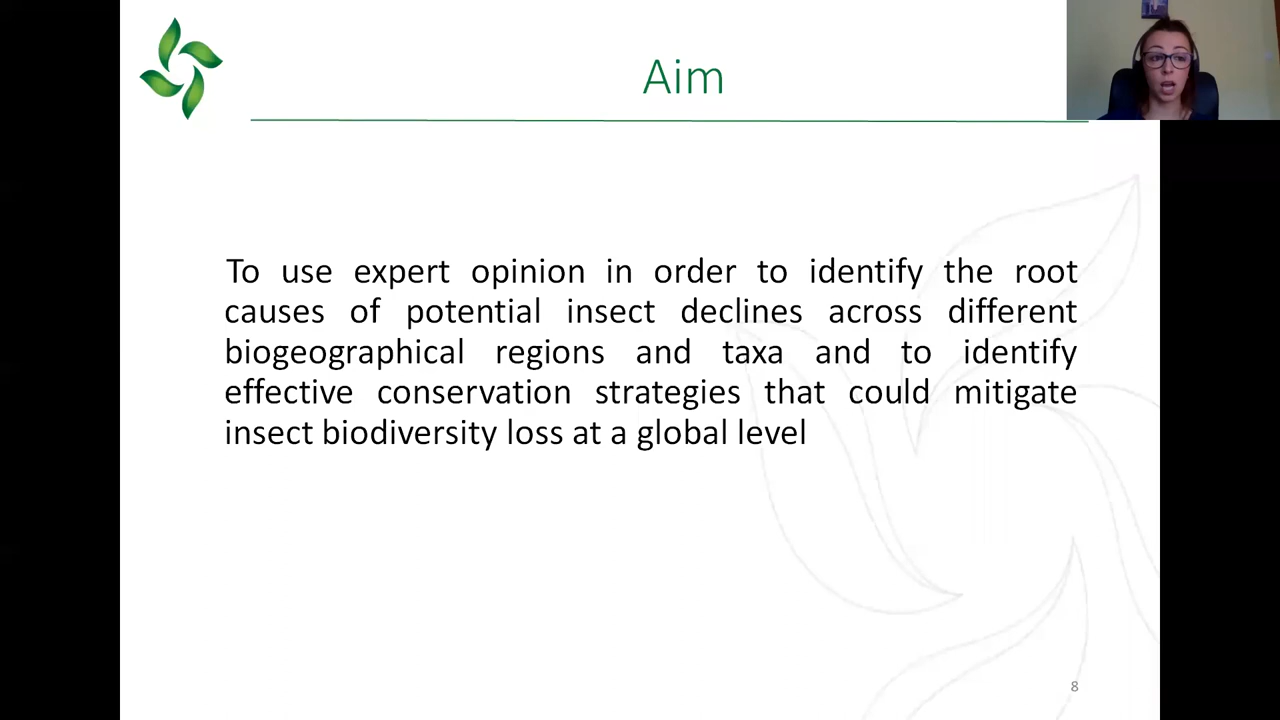 Aim
To use expert opinion in order to identify the root
causes of potential insect declines across different
biogeographical regions and taxa and to identify
effective conservation strategies that could mitigate
insect biodiversity loss at a global level
8